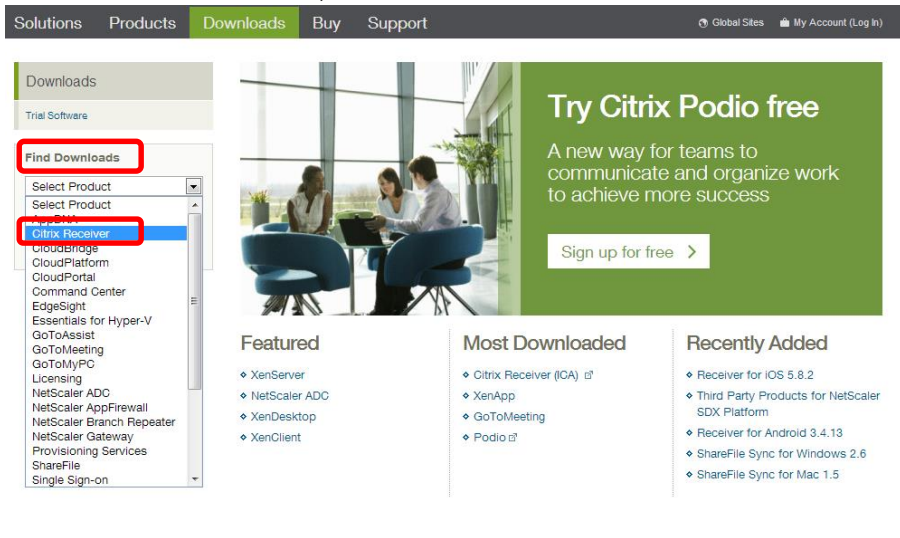 Solutions Products Downloads Buy Support Global Sites My Account (Log In)
Downloads
Trial Software
Find Downloads
Select Product
Select Product
AppDNA
Citrix Receiver
CloudBridge
CloudPlatform
CloudPortal
Command Center
EdgeSight
Essentials for Hyper-V
GoToAssist
GoToMeeting
GoToMyPC
Licensing
NetScaler ADC
NetScaler AppFirewall
NetScaler Branch Repeater
NetScaler Gateway
Provisioning Services
ShareFile
Single Sign-on
Try Citrix Podio free
A new way for teams to
communicate and organize work
to achieve more success
Sign up for free
Featured
XenServer
NetScaler ADC
XenDesktop
XenClient
Most Downloaded
Citrix Receiver (ICA)
XenApp
GoToMeeting
Podio
Recently Added
Receiver for iOS 5.8.2
Third Party Products for NetScaler
SDX Platform
Receiver for Android 3.4.13
ShareFile Sync for Windows 2.6
ShareFile Sync for Mac 1.5